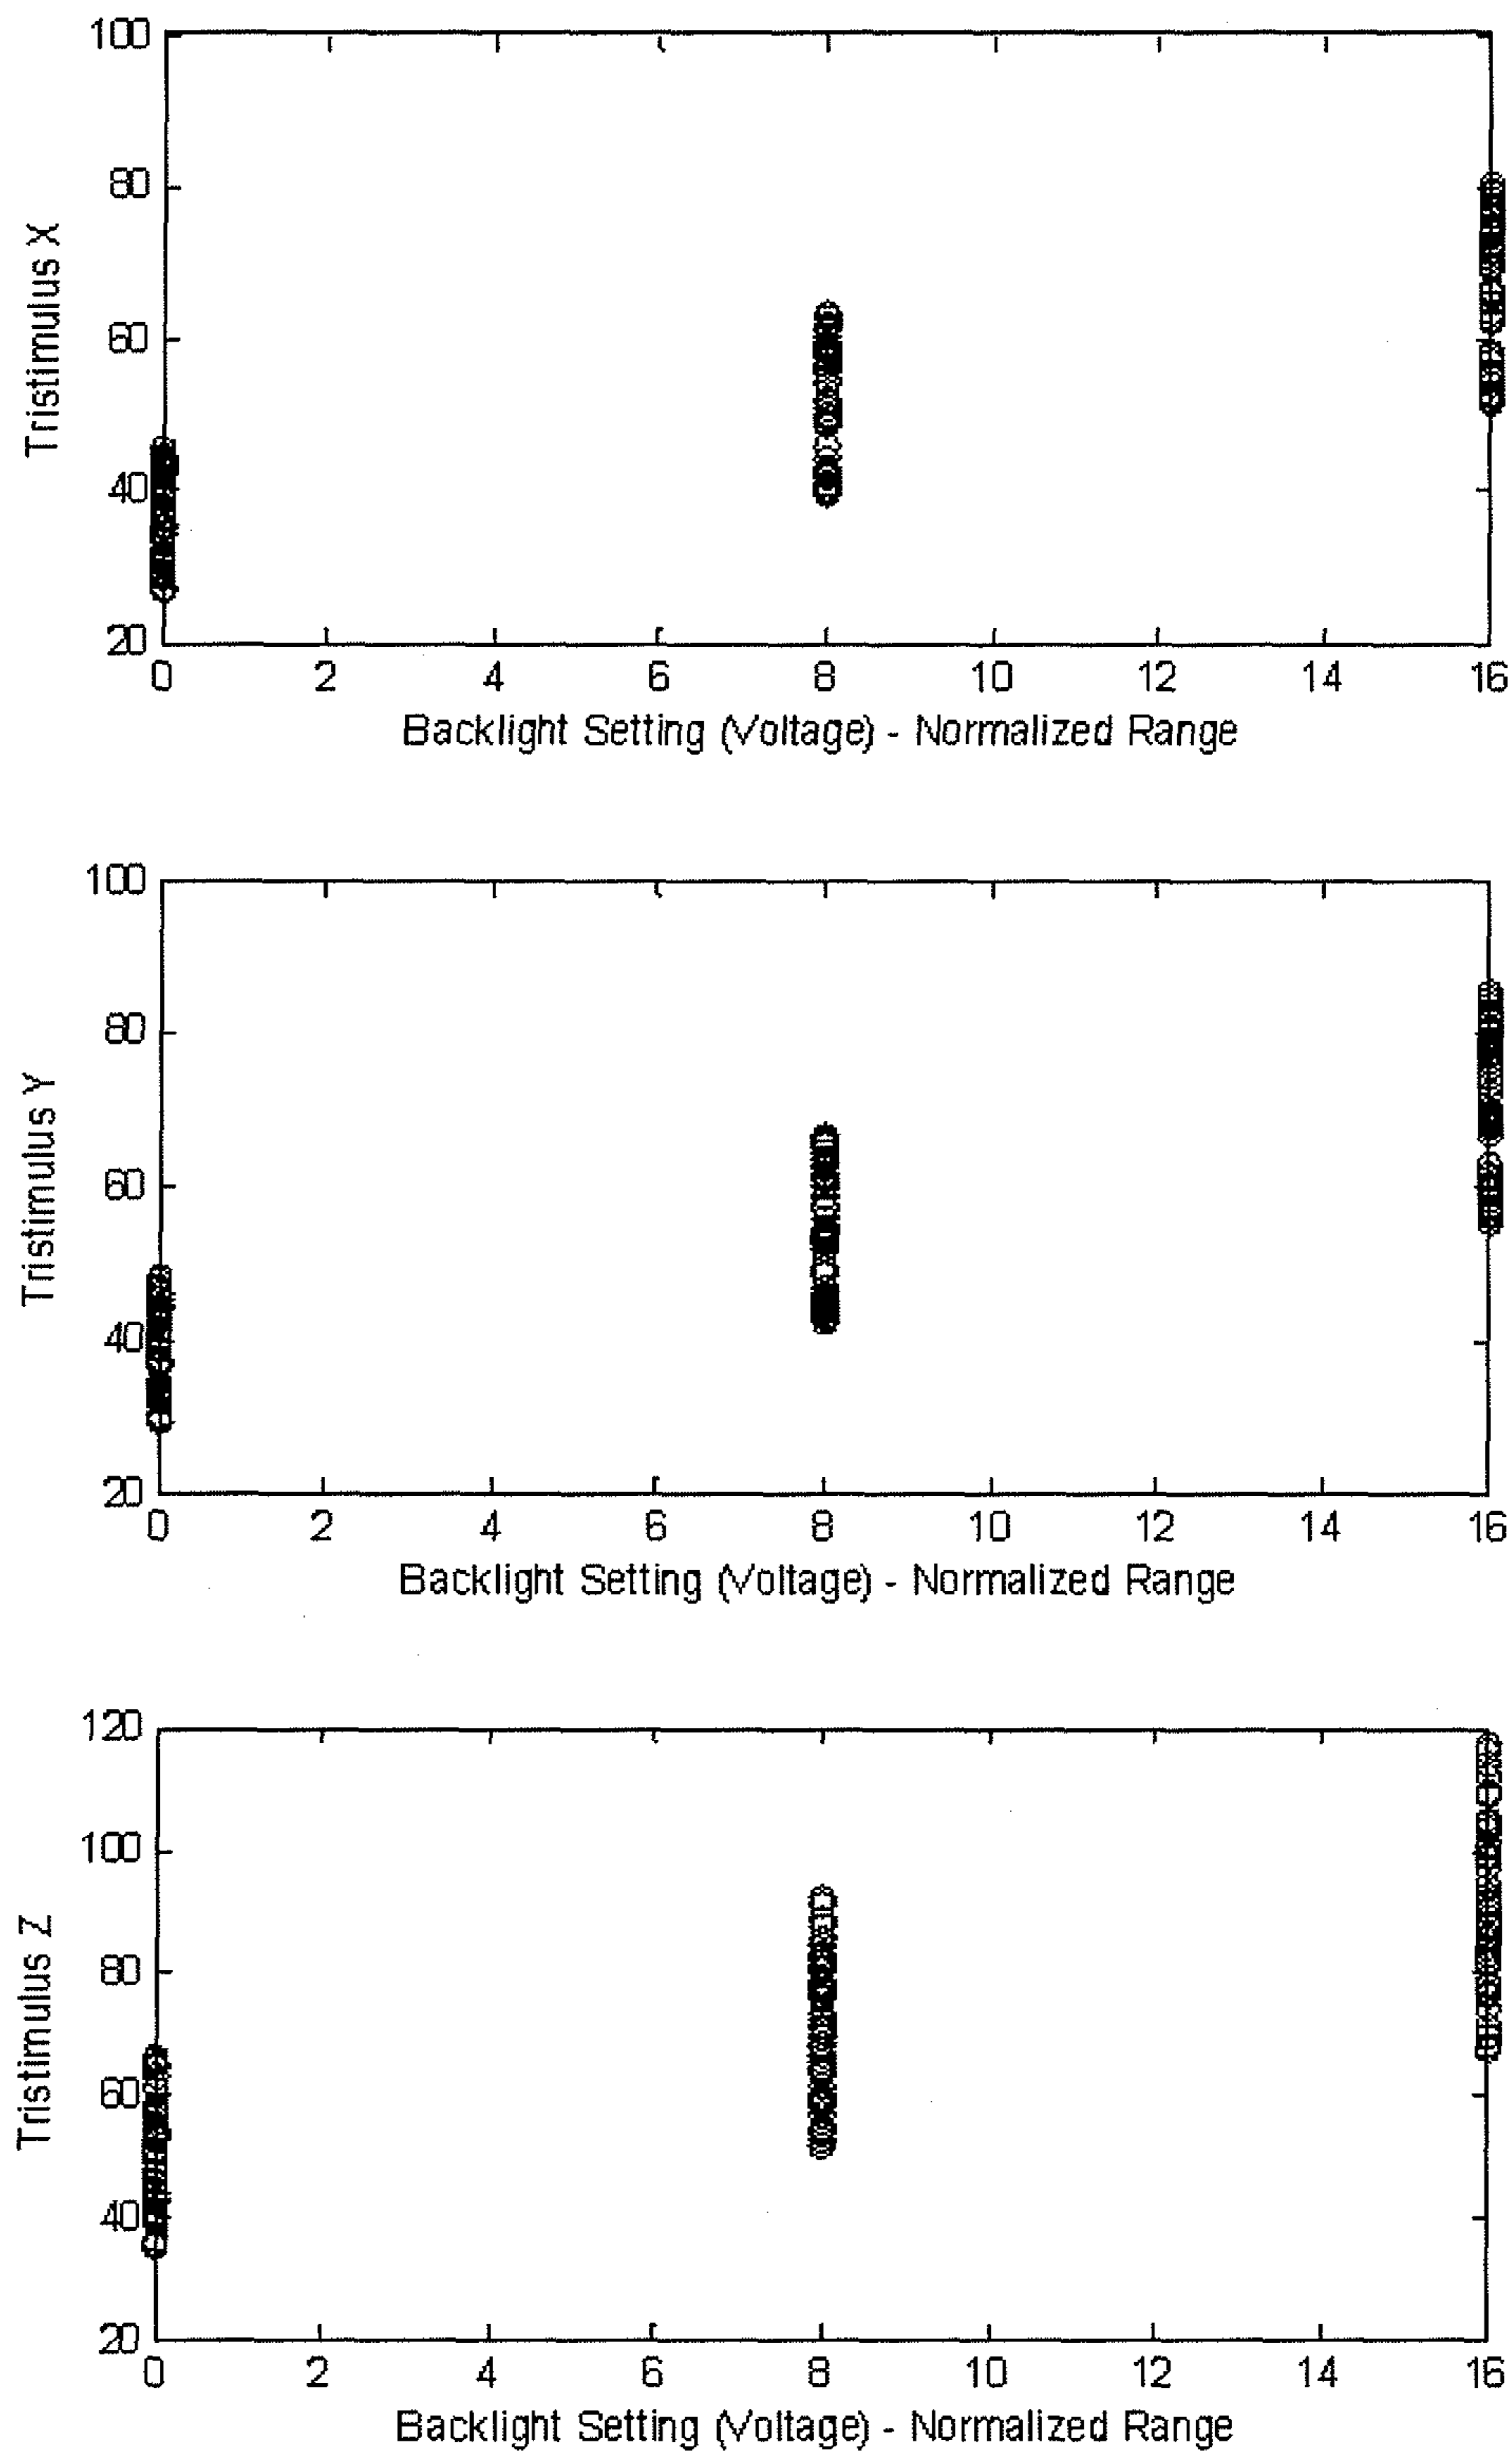 100
80
60
40
20
Tristimulus X
0 2 4 6 8 10 12 14 16
Backlight Setting (Voltage) - Normalized Range
100
80
60
40
20
Tristimulus Y
0 2 4 6 8 10 12 14 16
Backlight Setting (Voltage) - Normalized Range
120
100
80
60
40
20
Tristimulus Z
0 2 4 6 8 10 12 14 16
Backlight Setting (Voltage) - Normalized Range